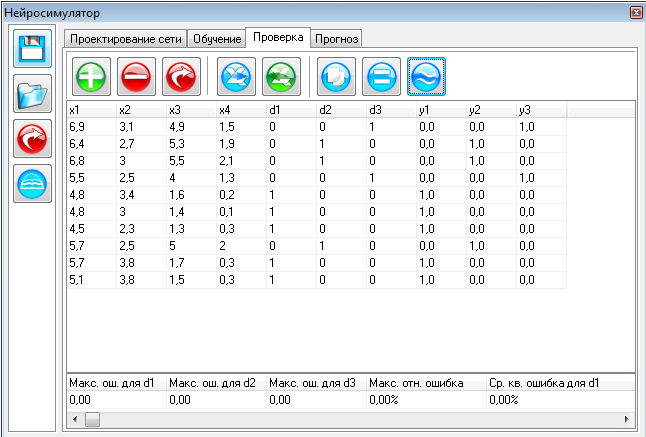 Нейросимулятор
Проектирование сети Обучение Проверка Прогноз
x1 x2 x3 x4 d1 d2 d3 y1 y2 y3
6,9 3,1 4,9 1,5 0 0 1 0,0 0,0 1,0
6,4 2,7 5,3 1,9 0 1 0 0,0 1,0 0,0
6,8 3 5,5 2,1 0 1 0 0,0 1,0 0,0
5,5 2,5 4 1,3 0 0 1 0,0 0,0 1,0
4,8 3,4 1,6 0,2 1 0 0 1,0 0,0 0,0
4,8 3 1,4 0,1 1 0 0 1,0 0,0 0,0
4,5 2,3 1,3 0,3 1 0 0 1,0 0,0 0,0
5,7 2,5 5 2 0 1 0 0,0 1,0 0,0
5,7 3,8 1,7 0,3 1 0 0 1,0 0,0 0,0
5,1 3,8 1,5 0,3 1 0 0 1,0 0,0 0,0
Макс. ош. для d1 Макс. ош. для d2 Макс. ош. для d3 Макс. отн. ошибка Ср. кв. ошибка для d1
0,00 0,00 0,00 0,00% 0,00%